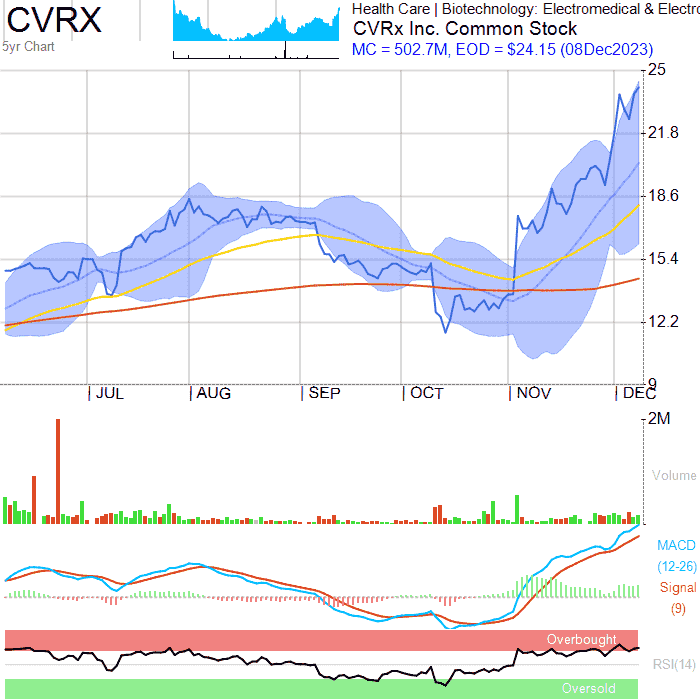 CVRX
5yr Chart
Health Care | Biotechnology: Electromedical & Electro
CVRx Inc. Common Stock
MC = 502.7M, EOD = $24.15 (08Dec2023)
25
21.8
18.6
15.4
12.2
9
JUL
AUG
SEP
OCT
NOV
DEC
2M
Volume
MACD
(12-26)
Signal
(9)
Overbought
RSI(14)
Oversold